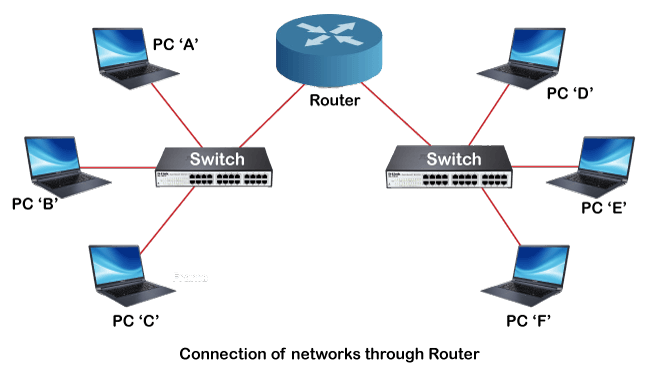 PC ‘A’
Router
PC ‘D’
Switch
Switch
PC ‘B’
PC ‘E’
PC ‘C’
PC ‘F’
Connection of networks through Router